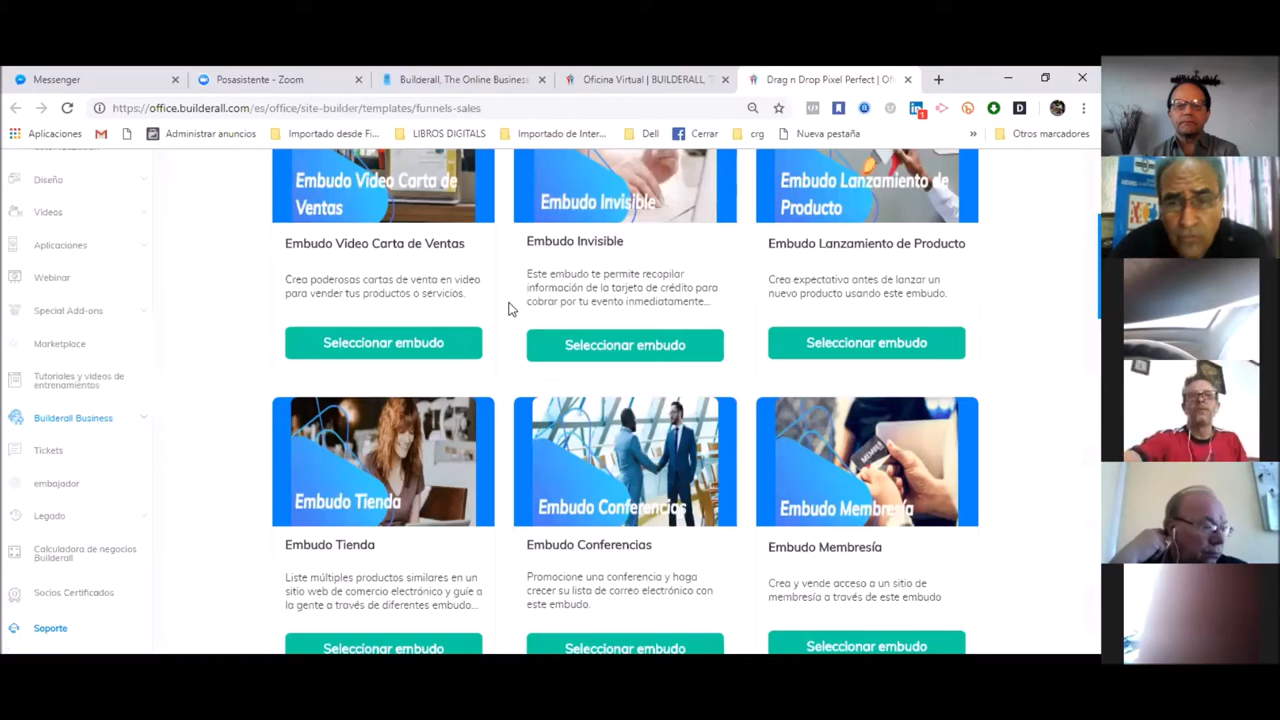 Messenger
Posasistente - Zoom
Builderall, The Online Business
Oficina Virtual | BUILDERALL, T
Drag n Drop Pixel Perfect | Of
https://office.builderall.com/es/office/site-builder/templates/funnels-sales
Aplicaciones
Administrar anuncios
Importado desde Fi...
LIBROS DIGITALS
Importado de Inter...
Dell
Cerrar
crg
Nueva pestaña
»
Otros marcadores
Diseño
Vídeos
Aplicaciones
Webinar
Special Add-ons
Marketplace
Tutoriales y videos de
entrenamientos
Builderall Business
Tickets
embajador
Legado
Calculadora de negocios
Builderall
Socios Certificados
Soporte
Embudo Video Carta de
Ventas
Embudo Video Carta de Ventas
Crea poderosas cartas de venta en video
para vender tus productos o servicios.
Seleccionar embudo
Embudo Invisible
Embudo Invisible
Este embudo te permite recopilar
información de la tarjeta de crédito para
cobrar por tu evento inmediatamente...
Seleccionar embudo
Embudo Lanzamiento de
Producto
Embudo Lanzamiento de Producto
Crea expectativa antes de lanzar un
nuevo producto usando este embudo.
Seleccionar embudo
Embudo Tienda
Embudo Tienda
Liste múltiples productos similares en un
sitio web de comercio electrónico y guíe a
la gente a través de diferentes embudo...
Seleccionar embudo
Embudo Conferencias
Embudo Conferencias
Promocione una conferencia y haga
crecer su lista de correo electrónico con
este embudo.
Seleccionar embudo
Embudo Membresía
Embudo Membresía
Crea y vende acceso a un sitio de
membresía a través de este embudo
Seleccionar embudo